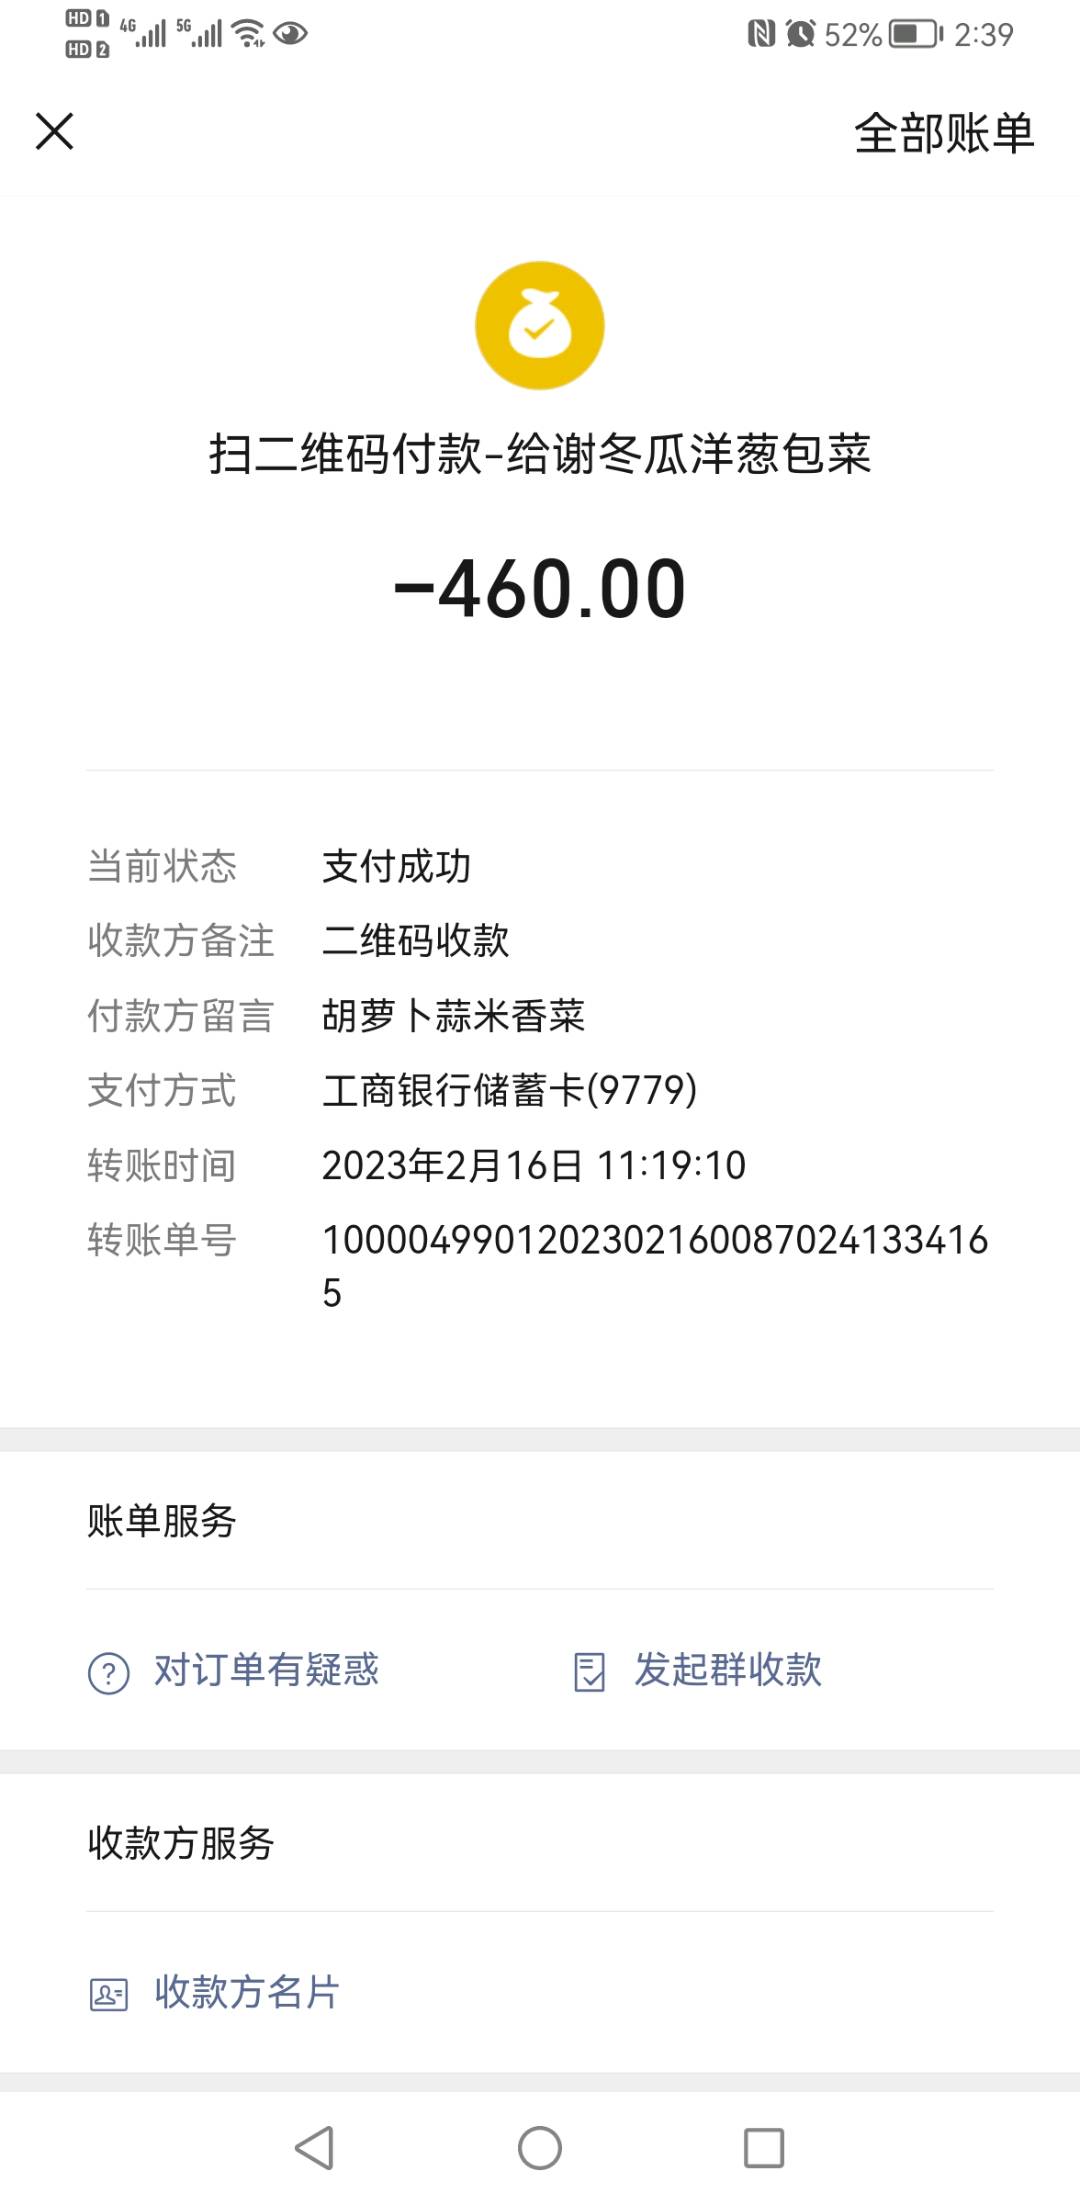 HD 1 4G 5G 52% 2:39
HD 2
全部账单
扫二维码付款-给谢冬瓜洋葱包菜
-460.00
当前状态 支付成功
收款方备注 二维码收款
付款方留言 胡萝卜蒜米香菜
支付方式 工商银行储蓄卡(9779)
转账时间 2023年2月16日 11:19:10
转账单号 100004990120230216008702413341 6
5
账单服务
对订单有疑惑 发起群收款
收款方服务
收款方名片